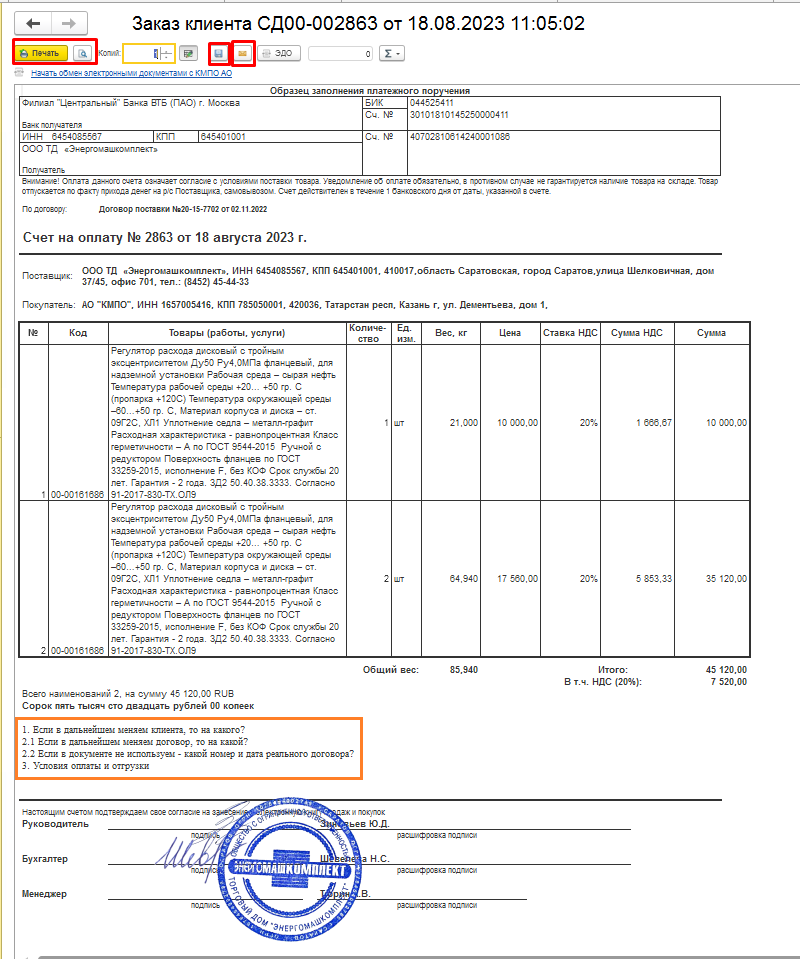 Заказ клиента СД00-002863 от 18.08.2023 11:05:02
Печать Копий: 1 ЭДО 0 Σ
Начать обмен электронными документами с КМПО АО
Образец заполнения платежного поручения
Филиал "Центральный" Банка ВТБ (ПАО) г. Москва БИК 044525411
Сч. № 30101810145250000411
Банк получателя
ИНН 6454085567 КПП 645401001 Сч. № 40702810614240001086
ООО ТД «Энергомашкомплект»
Получатель
Внимание! Оплата данного счета означает согласие с условиями поставки товара. Уведомление об оплате обязательно, в противном случае не гарантируется наличие товара на складе. Товар
отпускается по факту прихода денег на р/с Поставщика, самовывозом. Счет действителен в течение 1 банковского дня от даты, указанной в счете.
По договору: Договор поставки №20-15-7702 от 02.11.2022
Счет на оплату № 2863 от 18 августа 2023 г.
Поставщик: ООО ТД «Энергомашкомплект», ИНН 6454085567, КПП 645401001, 410017,область Саратовская, город Саратов,улица Шелковичная, дом
37/45, офис 701, тел.: (8452) 45-44-33
Покупатель: АО "КМПО", ИНН 1657005416, КПП 785050001, 420036, Татарстан респ, Казань г, ул. Дементьева, дом 1,
№ Код Товары (работы, услуги) Количе- Ед. Вес, кг Цена Ставка НДС Сумма НДС Сумма
ство изм.
Регулятор расхода дисковый с тройным
эксцентриситетом Ду50 Ру4,0МПа фланцевый, для
надземной установки Рабочая среда – сырая нефть
Температура рабочей среды +20... +50 гр. С
(пропарка +120С) Температура окружающей среды
–60...+50 гр. С, Материал корпуса и диска – ст.
09Г2С, ХЛ1 Уплотнение седла – металл-графит 1 шт 21,000 10 000,00 20% 1 666,67 10 000,00
Расходная характеристика - равнопроцентная Класс
герметичности – А по ГОСТ 9544-2015 Ручной с
редуктором Поверхность фланцев по ГОСТ
33259-2015, исполнение F, без КОФ Срок службы 20
лет. Гарантия - 2 года. ЗД2 50.40.38.3333. Согласно
1 00-00161686 91-2017-830-ТХ.ОЛ9
Регулятор расхода дисковый с тройным
эксцентриситетом Ду50 Ру4,0МПа фланцевый, для
надземной установки Рабочая среда – сырая нефть
Температура рабочей среды +20... +50 гр. С
(пропарка +120С) Температура окружающей среды
–60...+50 гр. С, Материал корпуса и диска – ст.
09Г2С, ХЛ1 Уплотнение седла – металл-графит 2 шт 64,940 17 560,00 20% 5 853,33 35 120,00
Расходная характеристика - равнопроцентная Класс
герметичности – А по ГОСТ 9544-2015 Ручной с
редуктором Поверхность фланцев по ГОСТ
33259-2015, исполнение F, без КОФ Срок службы 20
лет. Гарантия - 2 года. ЗД2 50.40.38.3333. Согласно
2 00-00161686 91-2017-830-ТХ.ОЛ9
Общий вес: 85,940 Итого: 45 120,00
В т.ч. НДС (20%): 7 520,00
Всего наименований 2, на сумму 45 120,00 RUB
Сорок пять тысяч сто двадцать рублей 00 копеек
1. Если в дальнейшем меняем клиента, то на какого?
2.1 Если в дальнейшем меняем договор, то на какой?
2.2 Если в документе не используем - какой номер и дата реального договора?
3. Условия оплаты и отгрузки
Настоящим счетом подтверждаем свое согласие на занесение продаж и покупок
Руководитель Ю.Д.
подпись расшифровка подписи
Бухгалтер Шевелева Н.С.
подпись расшифровка подписи
Менеджер В.
подпись расшифровка подписи
ЭНЕРГОМАШКОМПЛЕКТ
ТОРГОВЫЙ ДОМ "ЭНЕРГОМАШКОМПЛЕКТ"